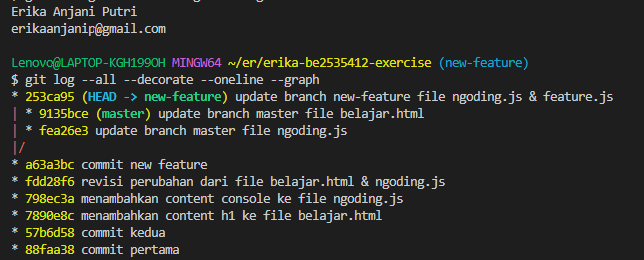 Erika Anjani Putri
erikaanjanip@gmail.com
Lenovo@LAPTOP-KGH199OH MINGW64 ~/er/erika-be2535412-exercise (new-feature)
$ git log --all --decorate --oneline --graph
* 253ca95 (HEAD -> new-feature) update branch new-feature file ngoding.js & feature.js
| * 9135bce (master) update branch master file belajar.html
| * fea26e3 update branch master file ngoding.js
|/
* a63a3bc commit new feature
* fdd28f6 revisi perubahan dari file belajar.html & ngoding.js
* 798ec3a menambahkan content console ke file ngoding.js
* 7890e8c menambahkan content h1 ke file belajar.html
* 57b6d58 commit kedua
* 88faa38 commit pertama